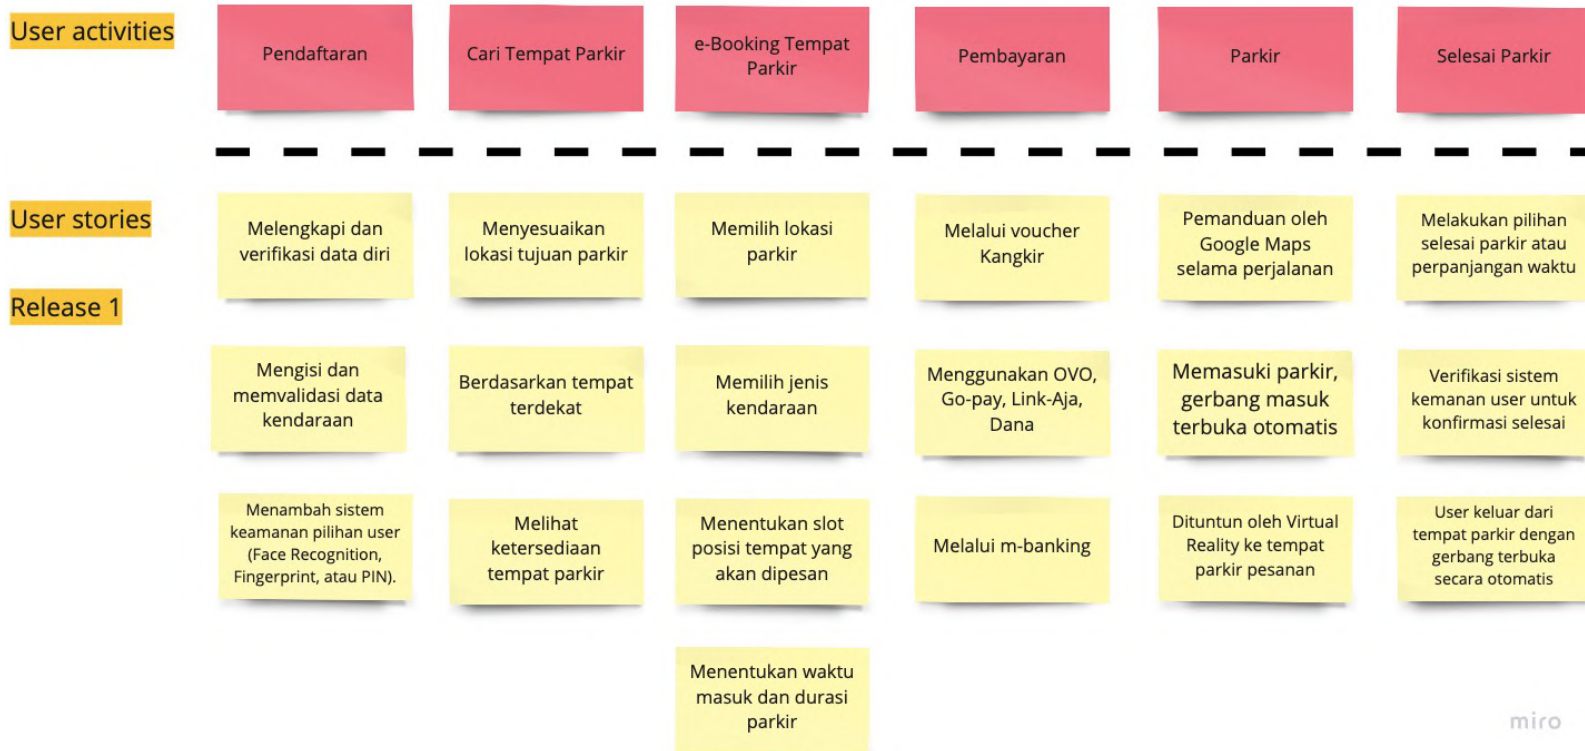 User activities
Pendaftaran
Cari Tempat Parkir
e-Booking Tempat
Parkir
Pembayaran
Parkir
Selesai Parkir
User stories
Release 1
Melengkapi dan
verifikasi data diri
Menyesuaikan
lokasi tujuan parkir
Memilih lokasi
parkir
Melalui voucher
Kangkir
Pemanduan oleh
Google Maps
selama perjalanan
Melakukan pilihan
selesai parkir atau
perpanjangan waktu
Mengisi dan
memvalidasi data
kendaraan
Berdasarkan tempat
terdekat
Memilih jenis
kendaraan
Menggunakan OVO,
Go-pay, Link-Aja,
Dana
Memasuki parkir,
gerbang masuk
terbuka otomatis
Verifikasi sistem
kemanan user untuk
konfirmasi selesai
Menambah sistem
keamanan pilihan user
(Face Recognition,
Fingerprint, atau PIN).
Melihat
ketersediaan
tempat parkir
Menentukan slot
posisi tempat yang
akan dipesan
Melalui m-banking
Dituntun oleh Virtual
Reality ke tempat
parkir pesanan
User keluar dari
tempat parkir dengan
gerbang terbuka
secara otomatis
Menentukan waktu
masuk dan durasi
parkir
miro